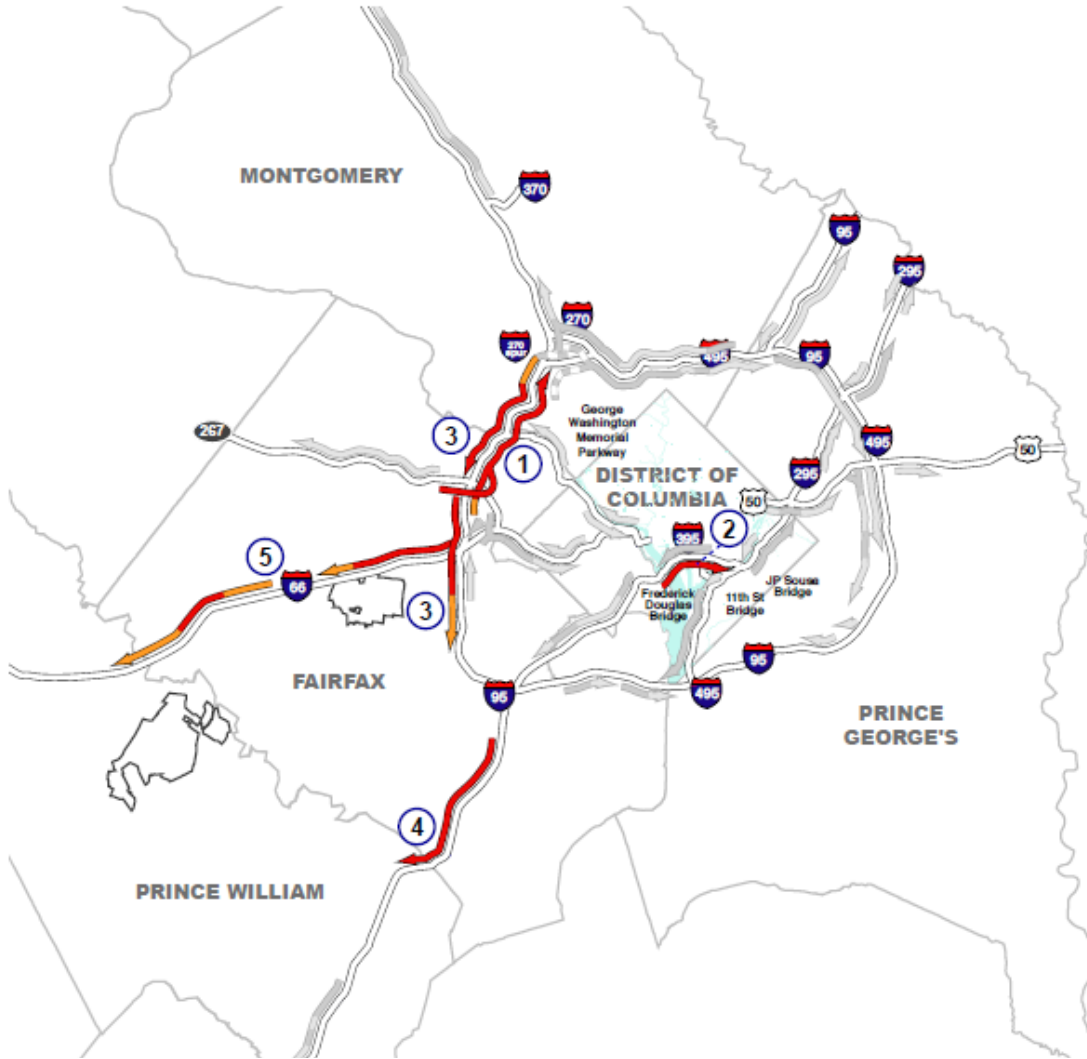 MONTGOMERY
370
95
295
270
270
spur
495
95
267
3
1
George
Washington
Memorial
Parkway
495
50
DISTRICT OF
COLUMBIA
295
50
395
2
5
66
3
Frederick
Douglas
Bridge
11th St
Bridge
JP Souse
Bridge
95
FAIRFAX
95
495
PRINCE
GEORGE'S
4
PRINCE WILLIAM